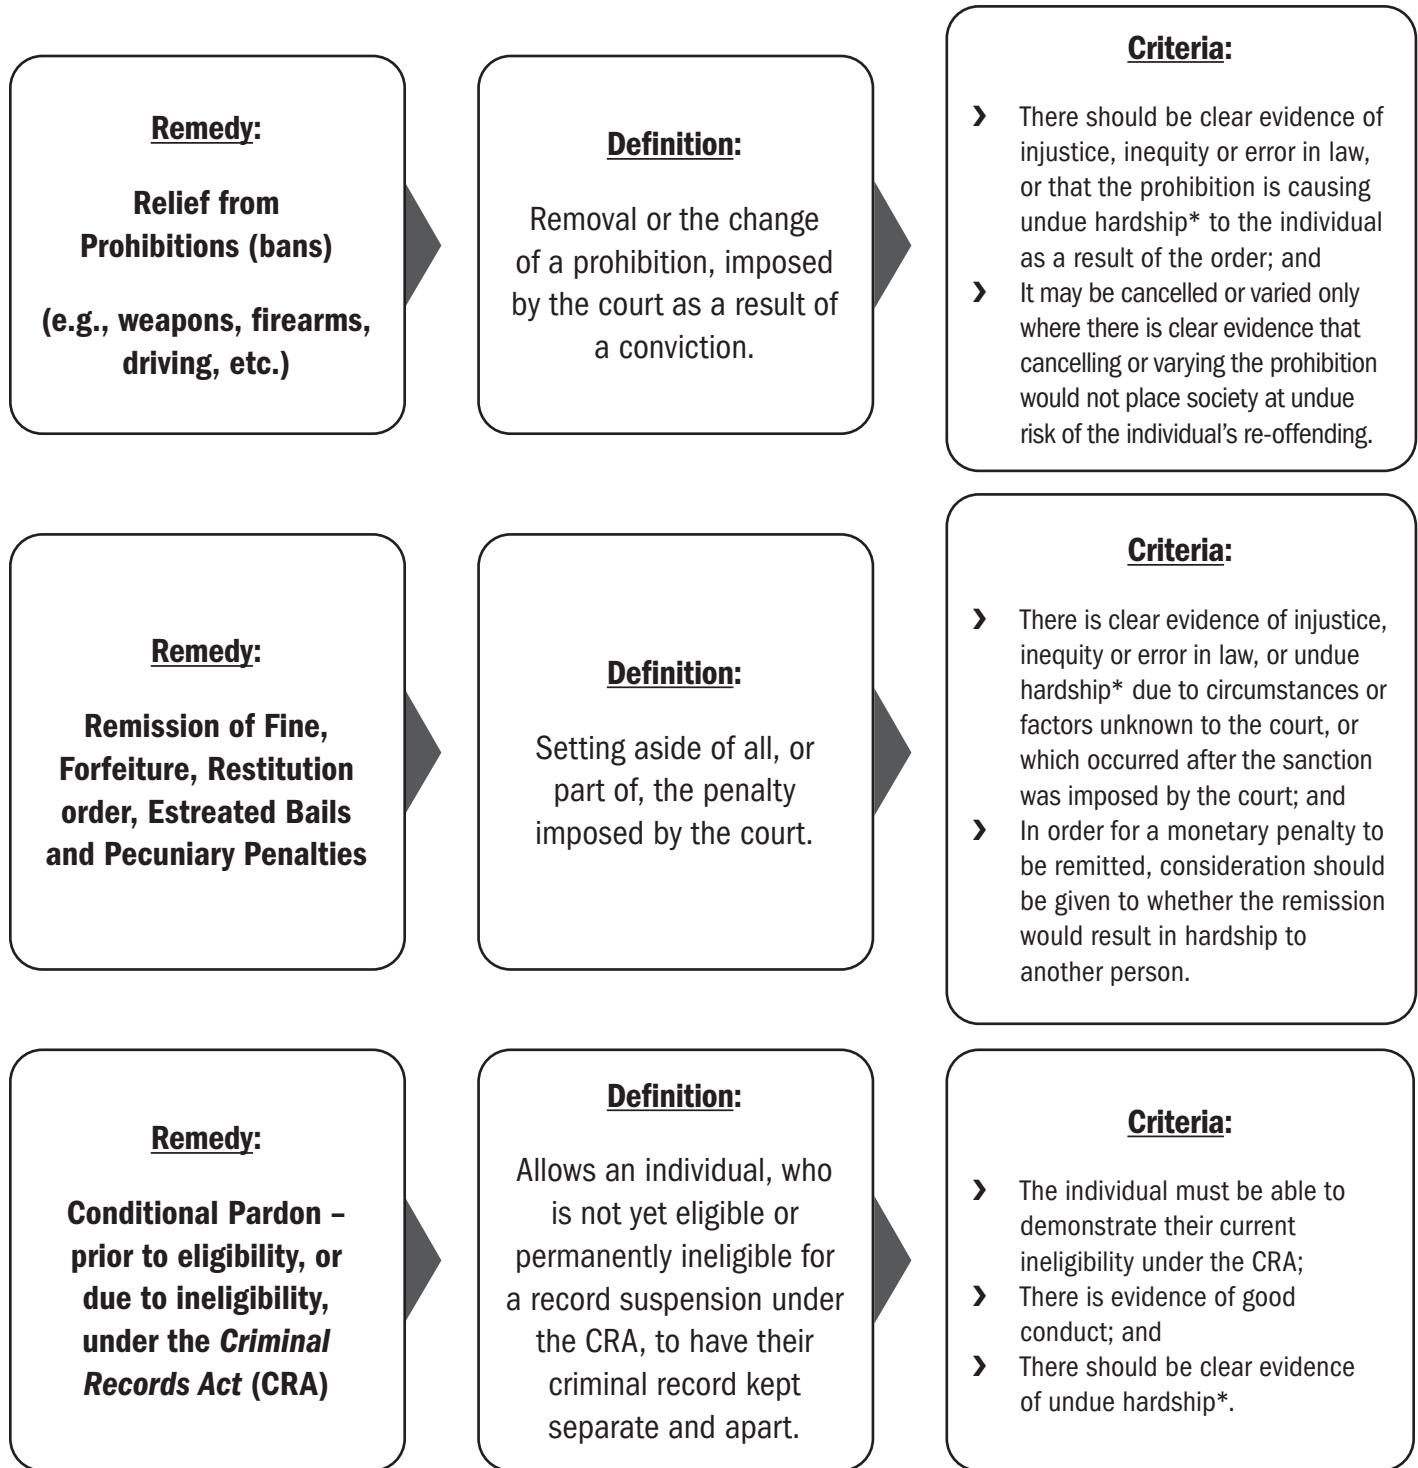 Remedy:
Relief from
Prohibitions (bans)
(e.g., weapons, firearms,
driving, etc.)
Definition:
Removal or the change
of a prohibition, imposed
by the court as a result of
a conviction.
Criteria:
❯ There should be clear evidence of
injustice, inequity or error in law,
or that the prohibition is causing
undue hardship* to the individual
as a result of the order; and
❯ It may be cancelled or varied only
where there is clear evidence that
cancelling or varying the prohibition
would not place society at undue
risk of the individual’s re-offending.
Remedy:
Remission of Fine,
Forfeiture, Restitution
order, Estreated Bails
and Pecuniary Penalties
Definition:
Setting aside of all, or
part of, the penalty
imposed by the court.
Criteria:
❯ There is clear evidence of injustice,
inequity or error in law, or undue
hardship* due to circumstances or
factors unknown to the court, or
which occurred after the sanction
was imposed by the court; and
❯ In order for a monetary penalty to
be remitted, consideration should
be given to whether the remission
would result in hardship to
another person.
Remedy:
Conditional Pardon –
prior to eligibility, or
due to ineligibility,
under the Criminal
Records Act (CRA)
Definition:
Allows an individual, who
is not yet eligible or
permanently ineligible for
a record suspension under
the CRA, to have their
criminal record kept
separate and apart.
Criteria:
❯ The individual must be able to
demonstrate their current
ineligibility under the CRA;
❯ There is evidence of good
conduct; and
❯ There should be clear evidence
of undue hardship*.